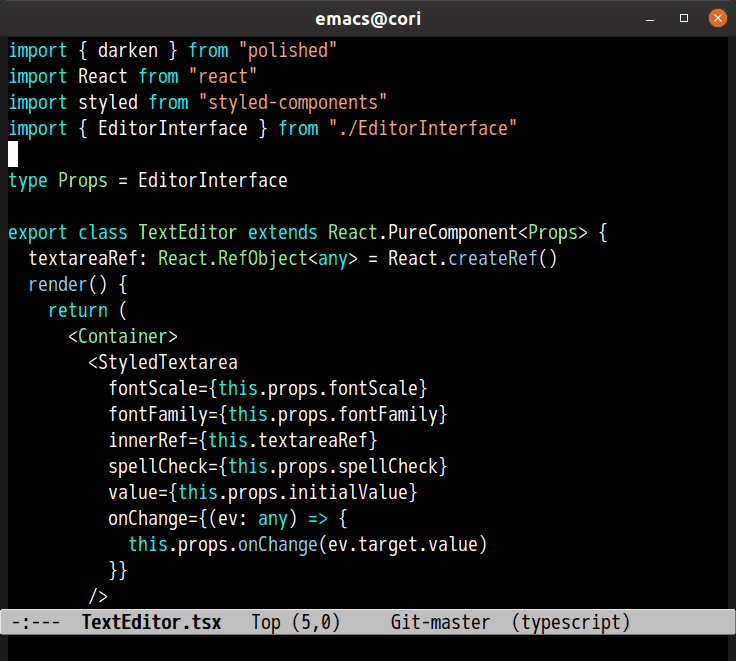 emacs@cori
import { darken } from "polished"
import React from "react"
import styled from "styled-components"
import { EditorInterface } from "./EditorInterface"
type Props = EditorInterface
export class TextEditor extends React.PureComponent<Props> {
  textareaRef: React.RefObject<any> = React.createRef()
  render() {
    return (
      <Container>
        <StyledTextarea
          fontScale={this.props.fontScale}
          fontFamily={this.props.fontFamily}
          innerRef={this.textareaRef}
          spellCheck={this.props.spellCheck}
          value={this.props.initialValue}
          onChange={(ev: any) => {
            this.props.onChange(ev.target.value)
          }}
        />
-:---  TextEditor.tsx   Top (5,0)     Git-master  (typescript)